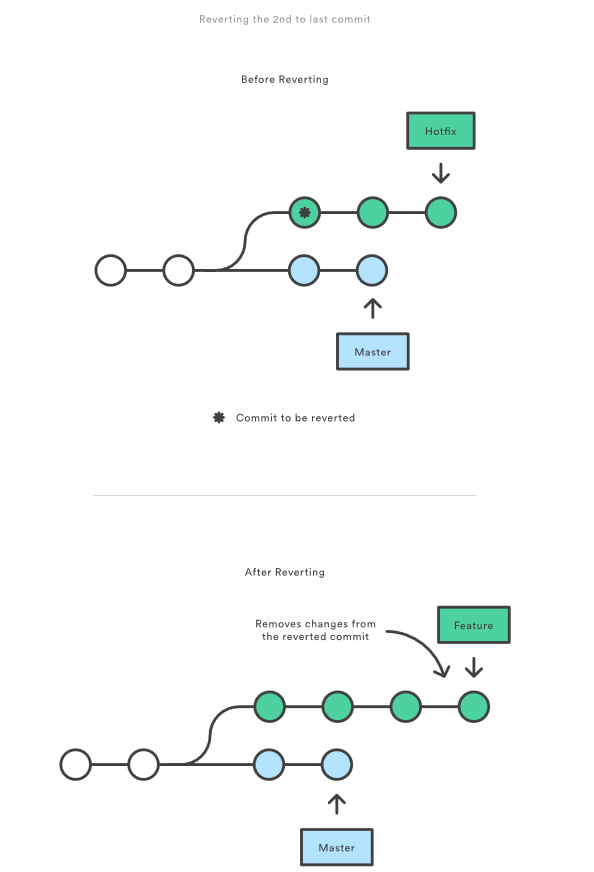 Reverting the 2nd to last commit
Before Reverting
Hotfix
Master
Commit to be reverted
After Reverting
Removes changes from
the reverted commit
Feature
Master